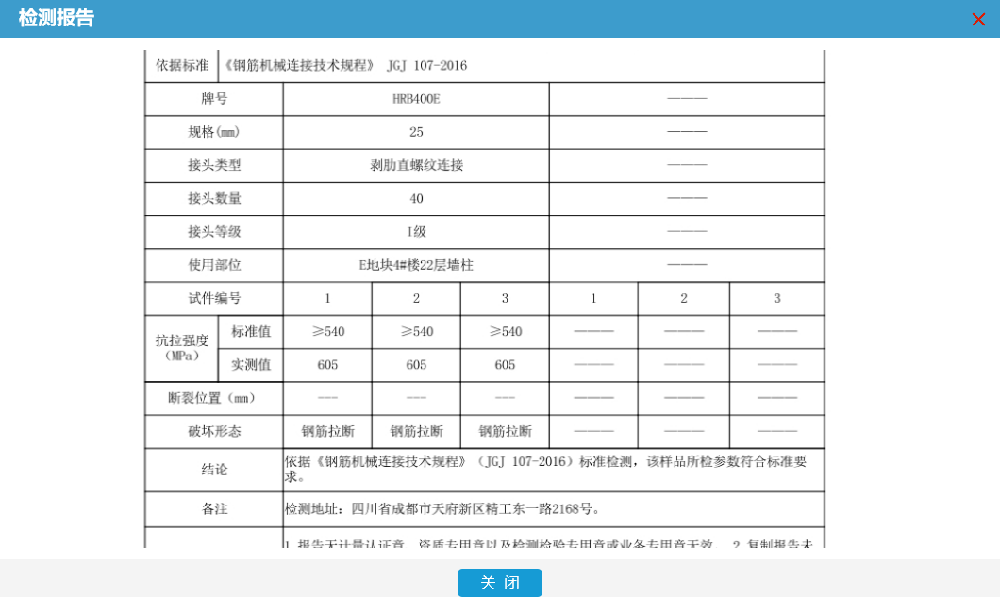 检测报告
依据标准 《钢筋机械连接技术规程》 JGJ 107-2016
牌号 HRB400E ———
规格(mm) 25 ———
接头类型 剥肋直螺纹连接 ———
接头数量 40 ———
接头等级 I级 ———
使用部位 E地块4#楼22层墙柱 ———
试件编号 1 2 3 1 2 3
抗拉强度
(MPa)
标准值 ≥540 ≥540 ≥540 ——— ——— ———
实测值 605 605 605 ——— ——— ———
断裂位置（mm） --- --- --- ——— ——— ———
破坏形态 钢筋拉断 钢筋拉断 钢筋拉断 ——— ——— ———
结论 依据《钢筋机械连接技术规程》（JGJ 107-2016）标准检测，该样品所检参数符合标准要
求。
备注 检测地址：四川省成都市天府新区精工东一路2168号。
1.报告无计量认证章、资质专用章以及检测检验专用章或业务专用章无效。 2.复制报告未
关 闭